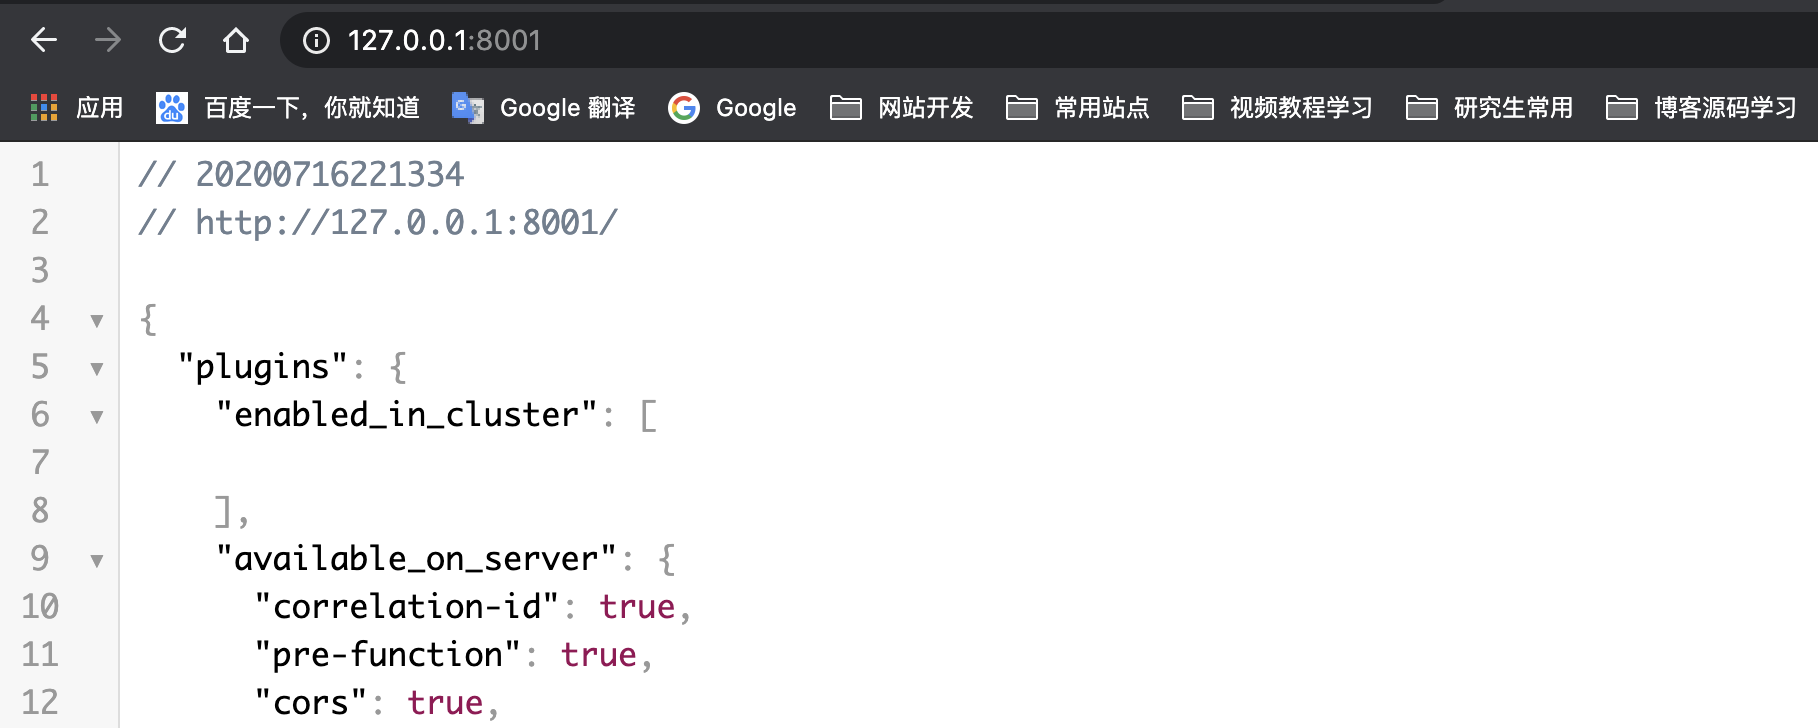 127.0.0.1:8001
应用 百度一下，你就知道 Google 翻译 Google 网站开发 常用站点 视频教程学习 研究生常用 博客源码学习
1 // 20200716221334
2 // http://127.0.0.1:8001/
3
4 {
5 "plugins": {
6 "enabled_in_cluster": [
7
8 ],
9 "available_on_server": {
10 "correlation-id": true,
11 "pre-function": true,
12 "cors": true,